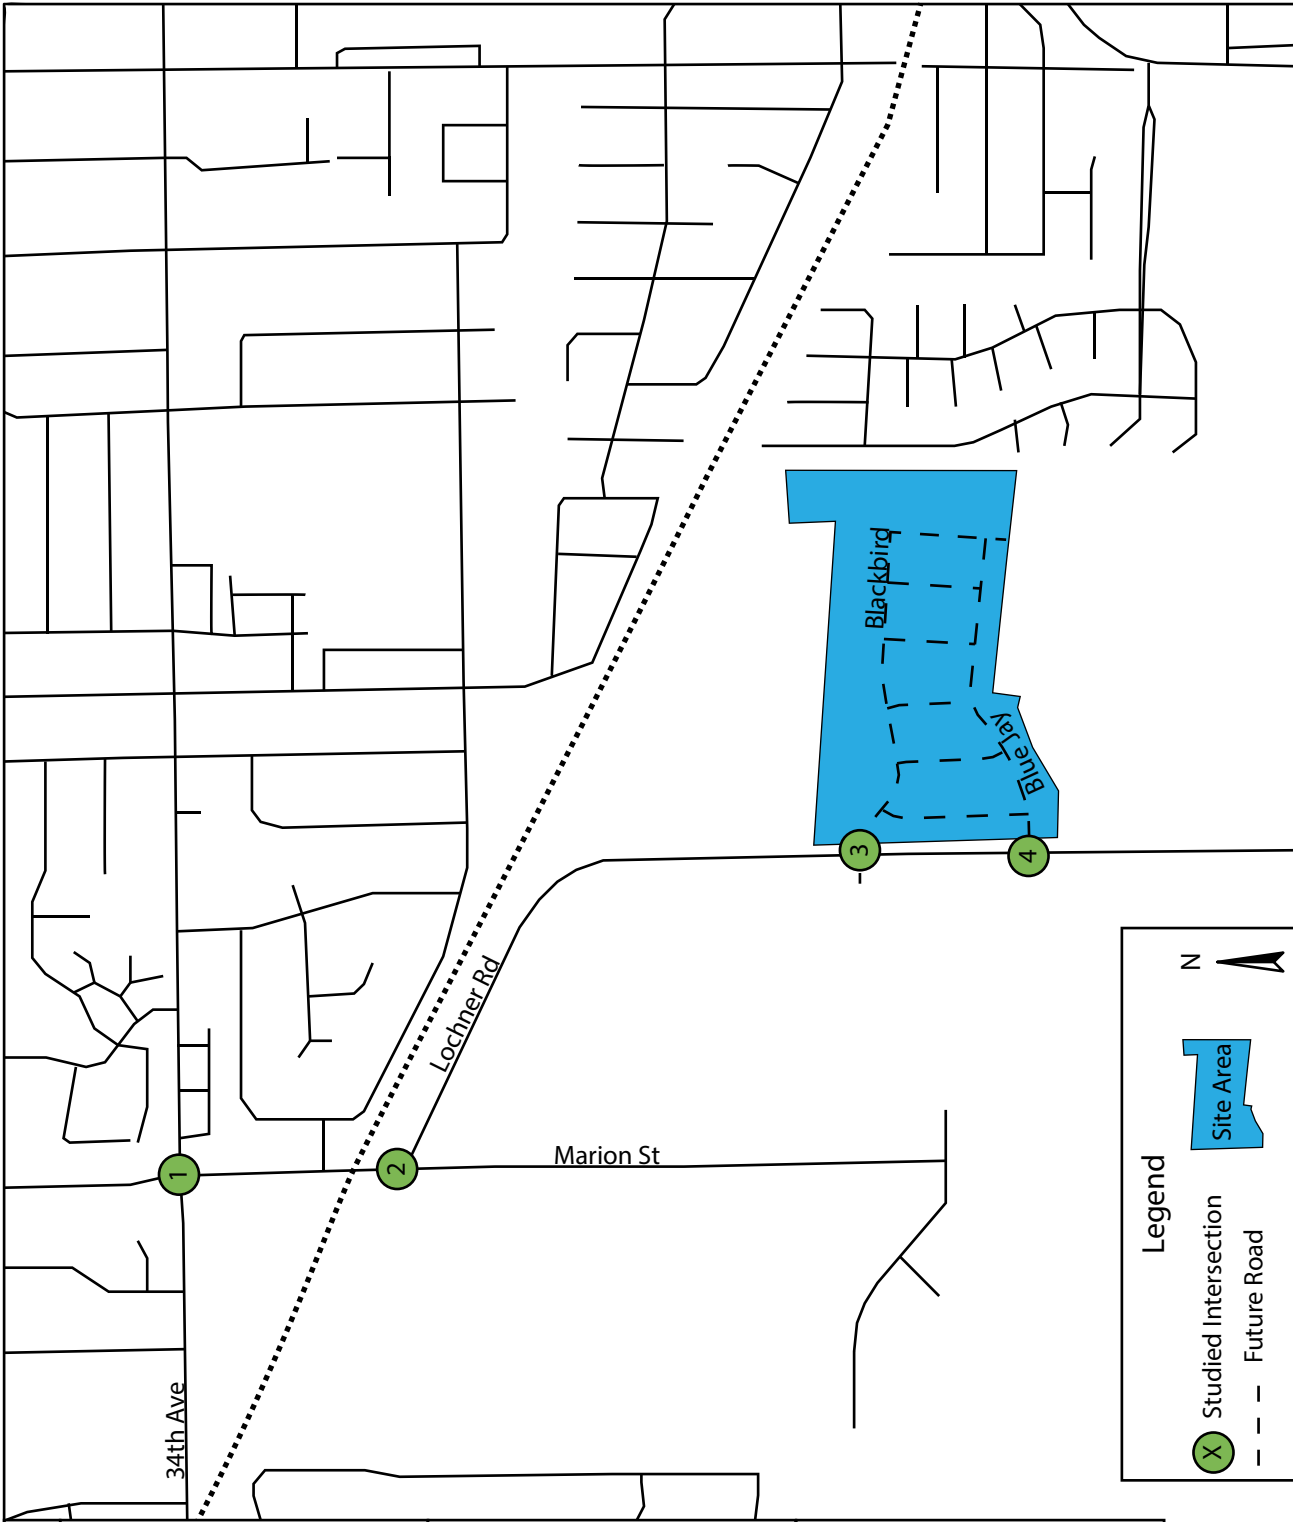 34th Ave
1
2
Lochner Rd
Marion St
3
4
Blackbird
Blue Jay
Legend
X Studied Intersection
Future Road
Site Area
N